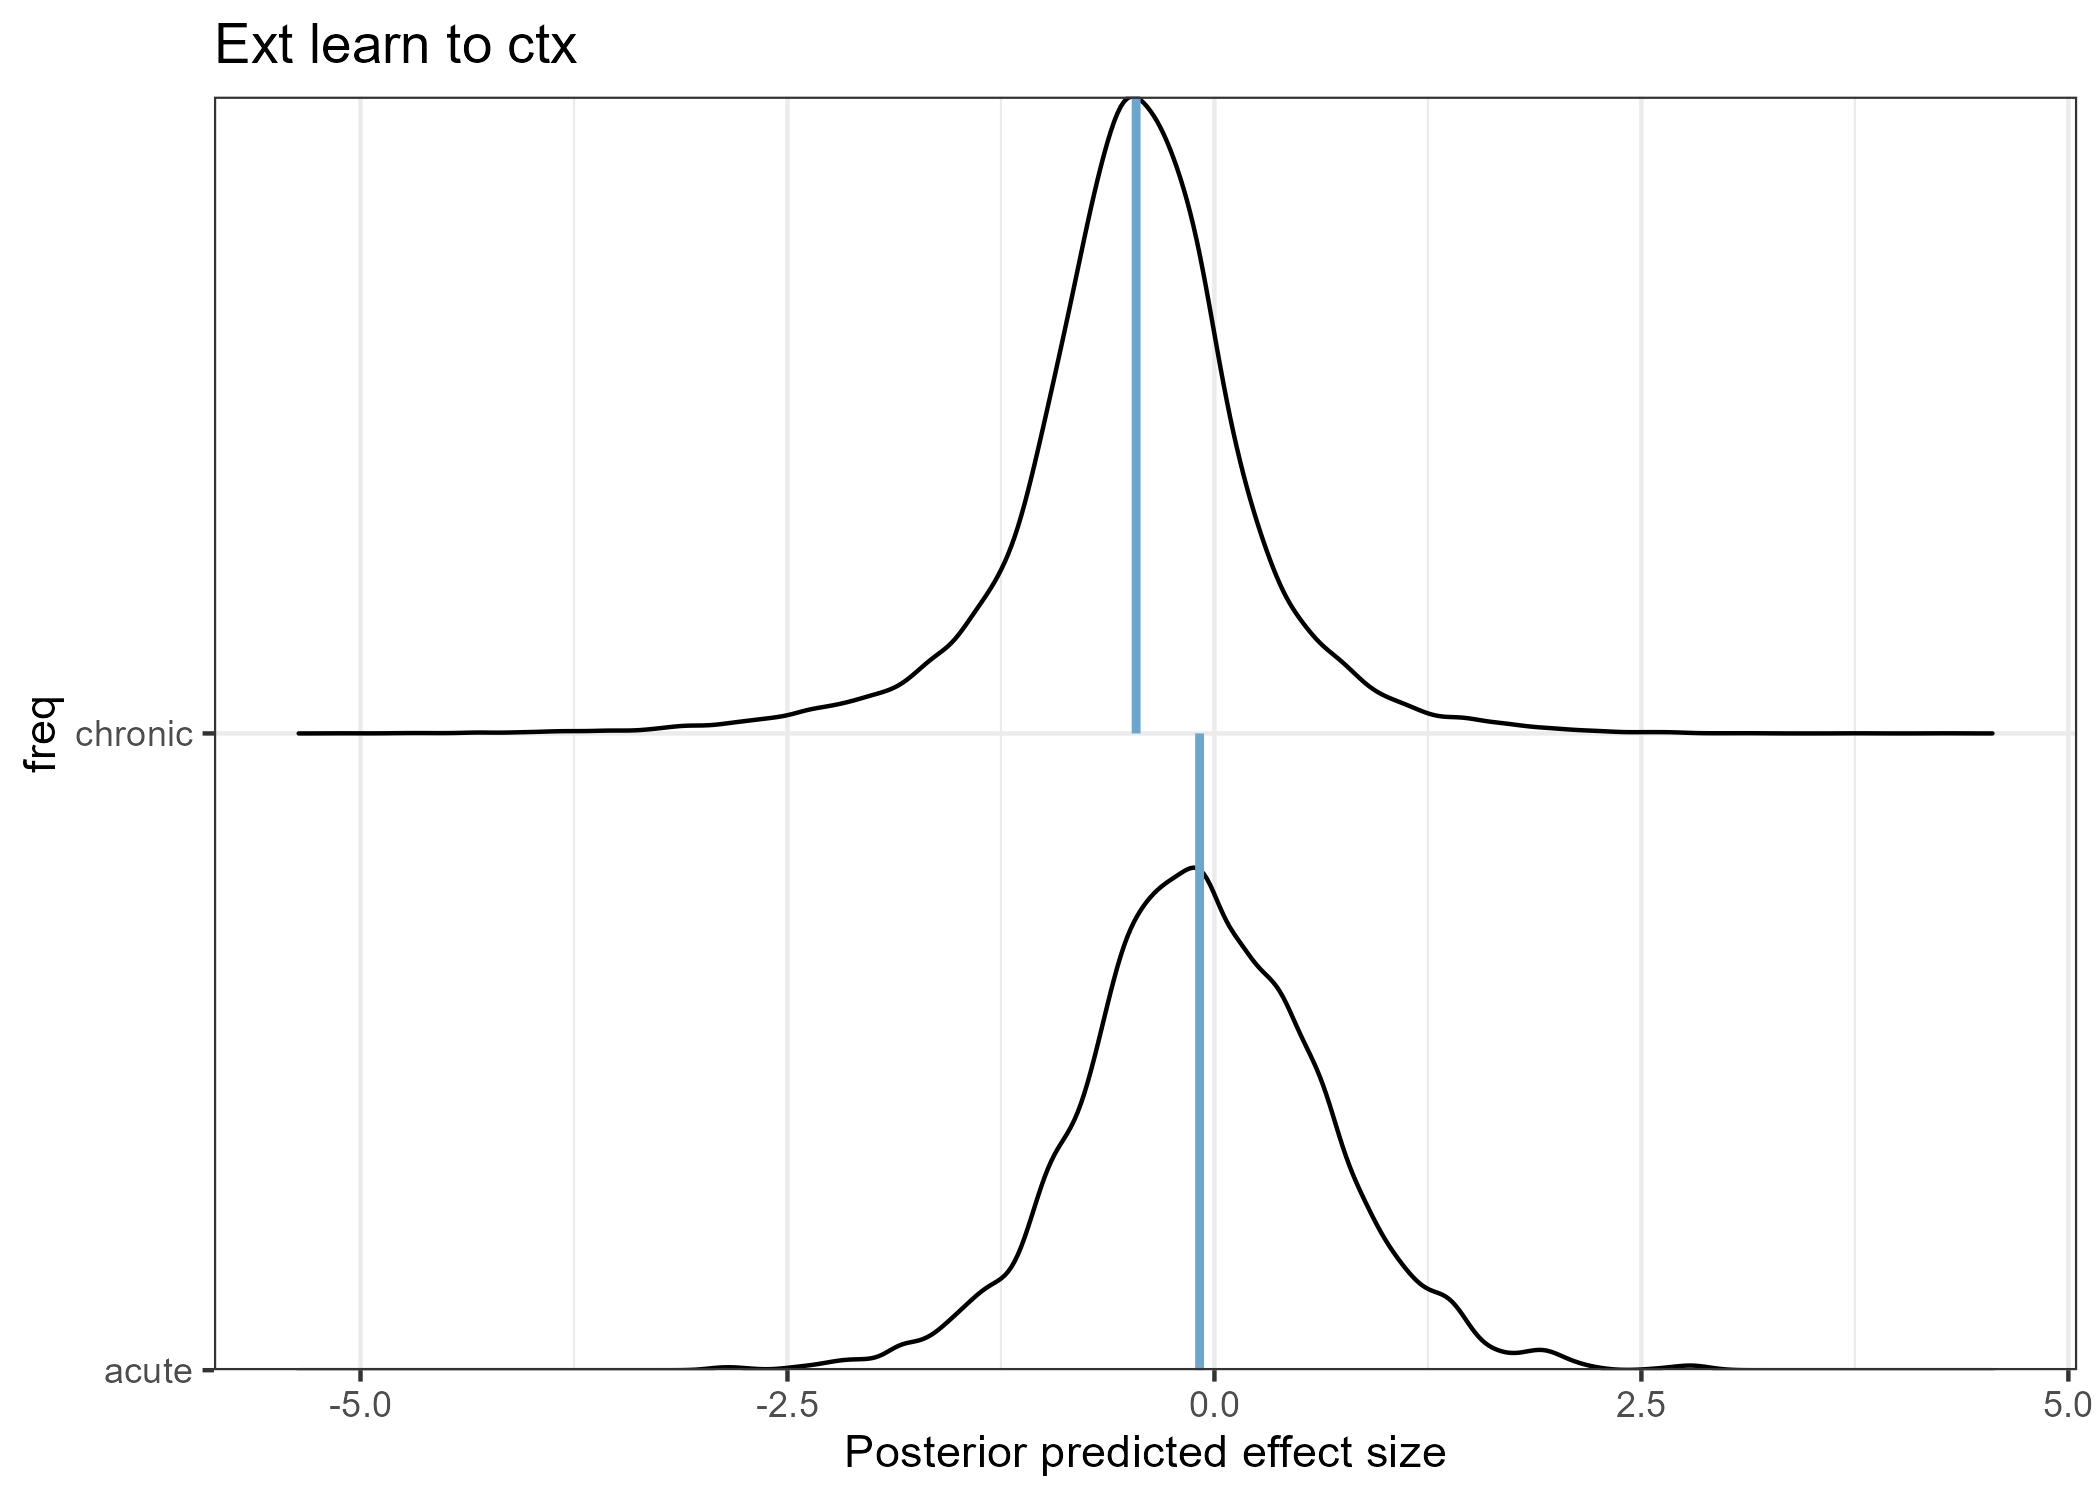 Ext learn to ctx
freq
chronic
acute
-5.0 -2.5 0.0 2.5 5.0
Posterior predicted effect size